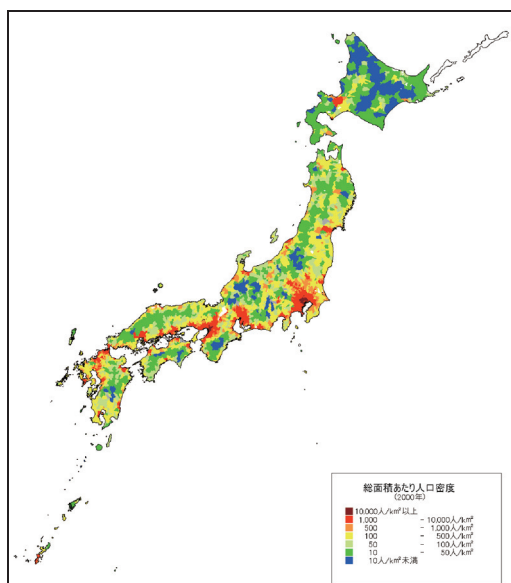 総面積あたり人口密度
(2000年)
10,000人/km²以上
1,000 - 10,000人/km²
500 - 1,000人/km²
100 - 500人/km²
50 - 100人/km²
10 - 50人/km²
10人/km²未満